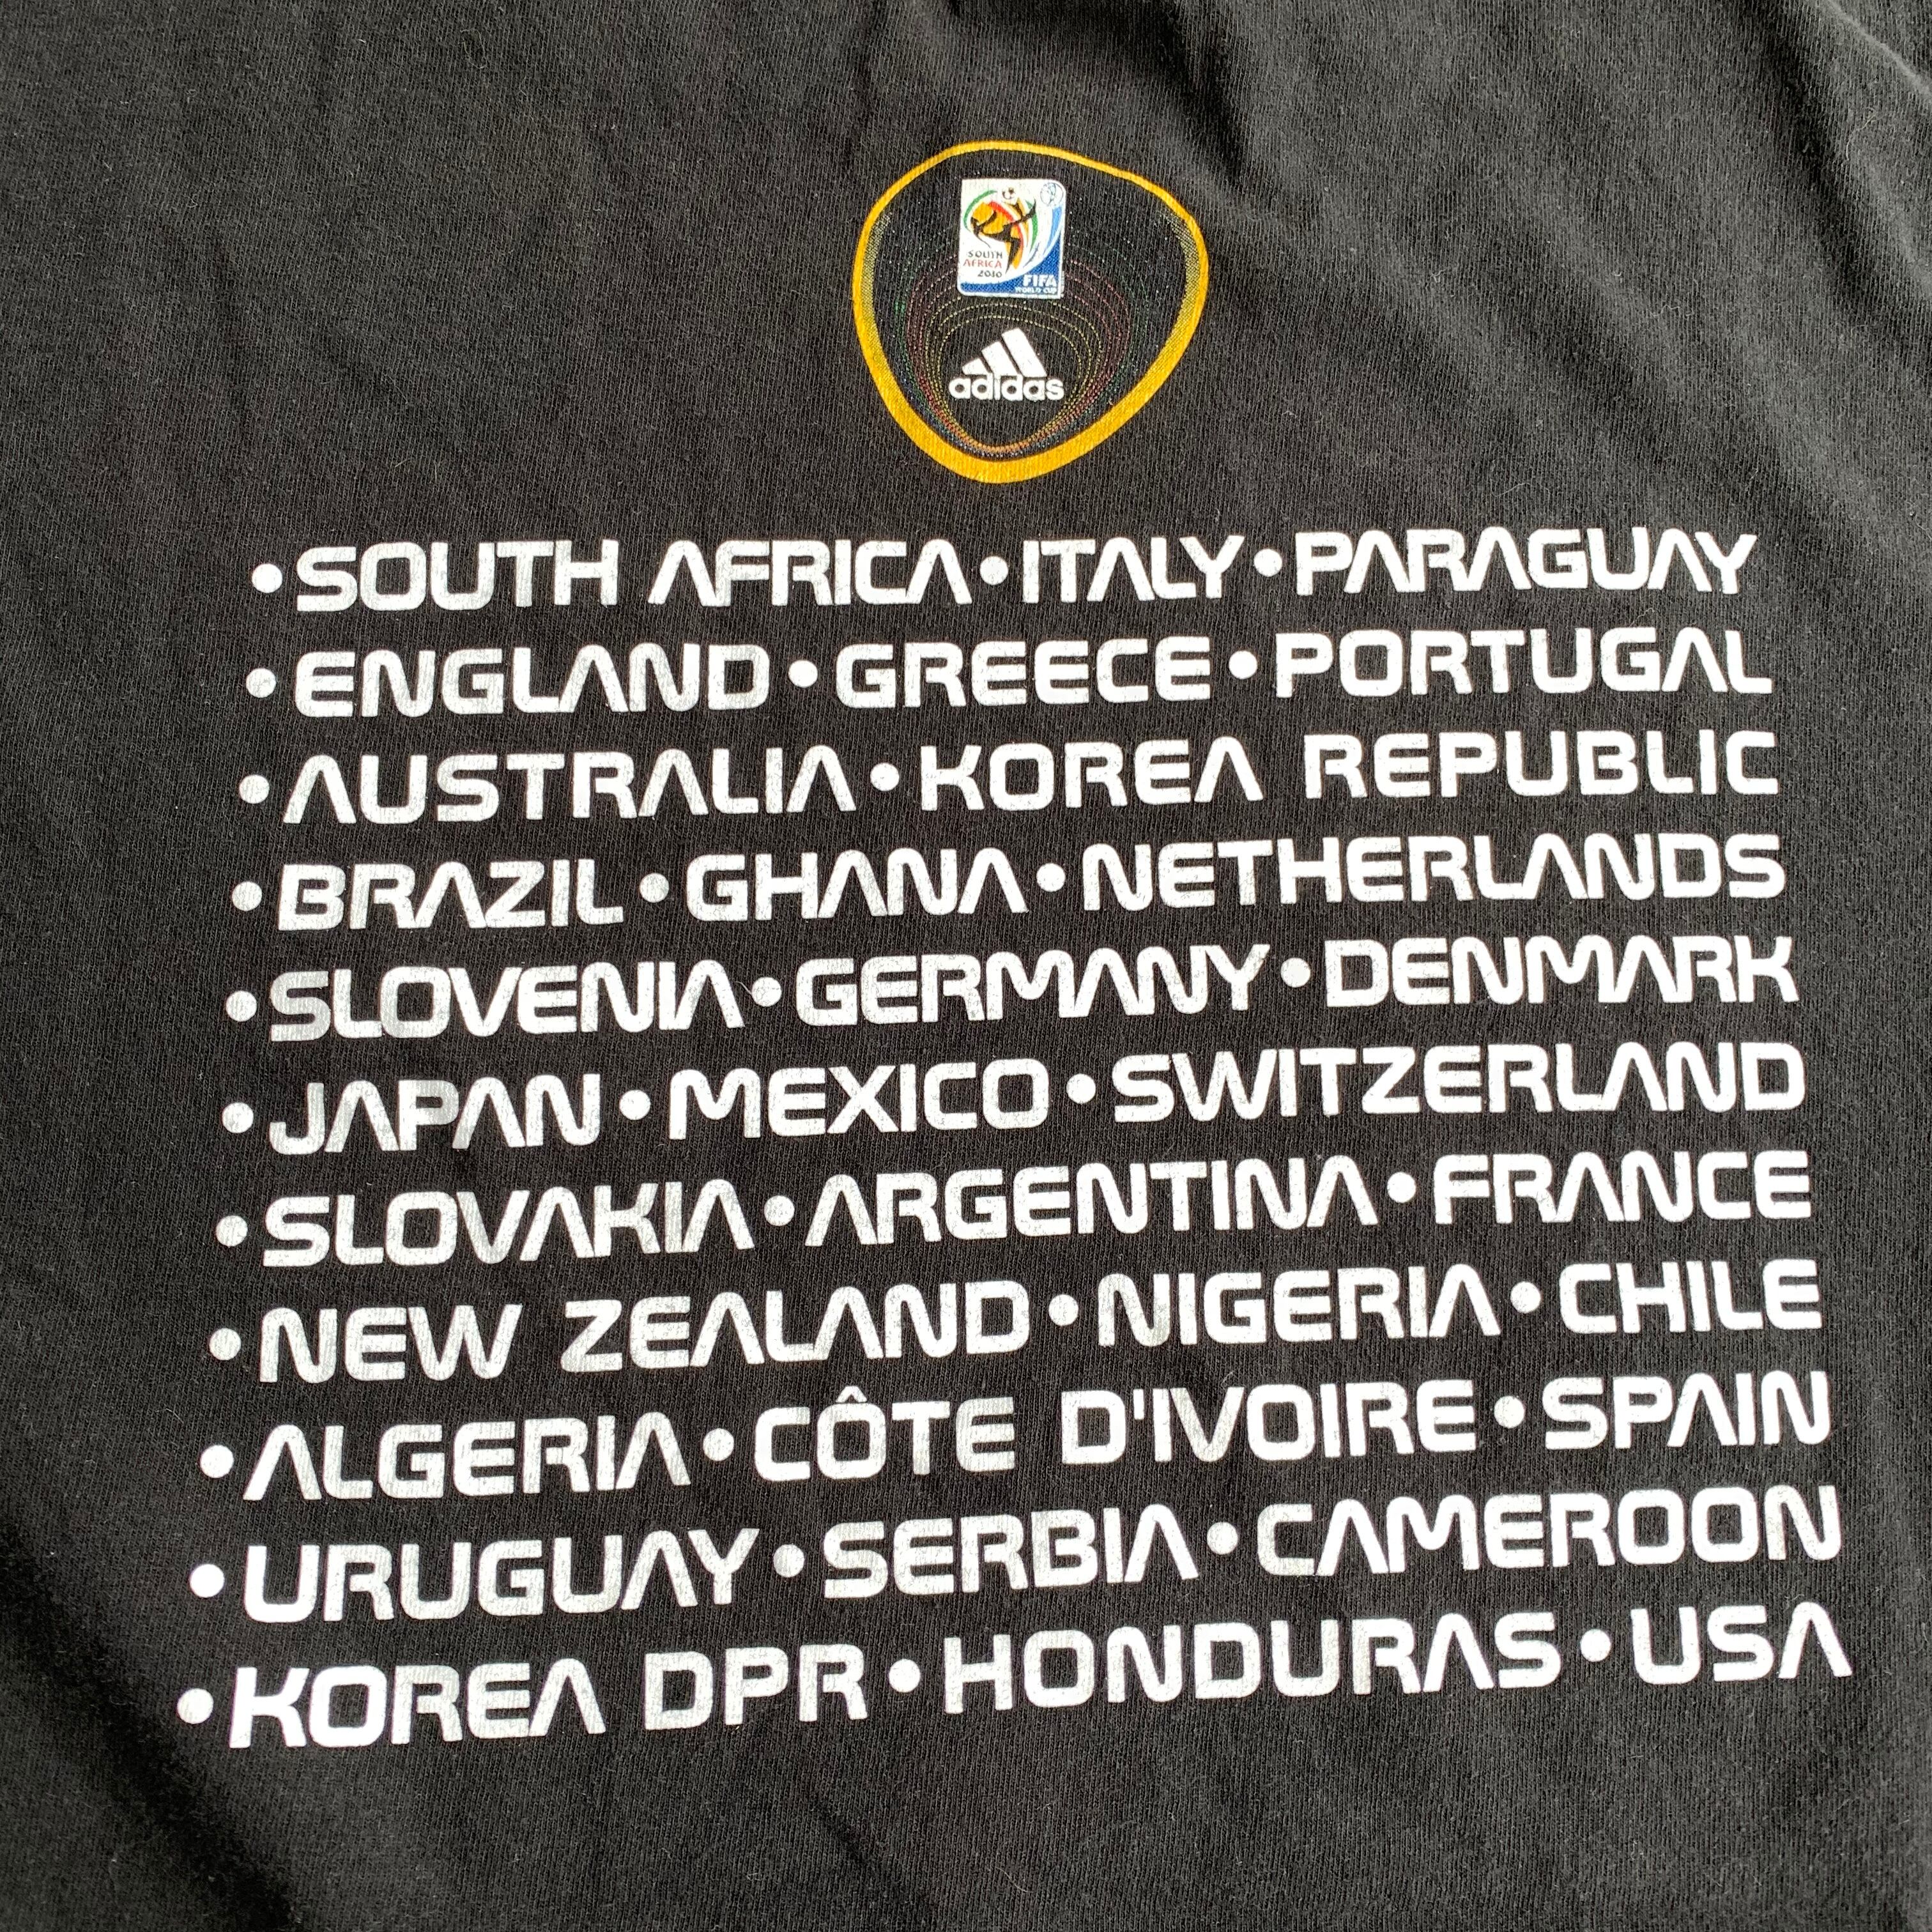 SOUTH
AFRICA
2010
FIFA
WORLD CUP
adidas
•SOUTH AFRICA•ITALY•PARAGUAY
•ENGLAND•GREECE•PORTUGAL
•AUSTRALIA•KOREA REPUBLIC
•BRAZIL•GHANA•NETHERLANDS
•SLOVENIA•GERMANY•DENMARK
•JAPAN•MEXICO•SWITZERLAND
•SLOVAKIA•ARGENTINA•FRANCE
•NEW ZEALAND•NIGERIA•CHILE
•ALGERIA•CÔTE D'IVOIRE•SPAIN
•URUGUAY•SERBIA•CAMEROON
•KOREA DPR•HONDURAS•USA